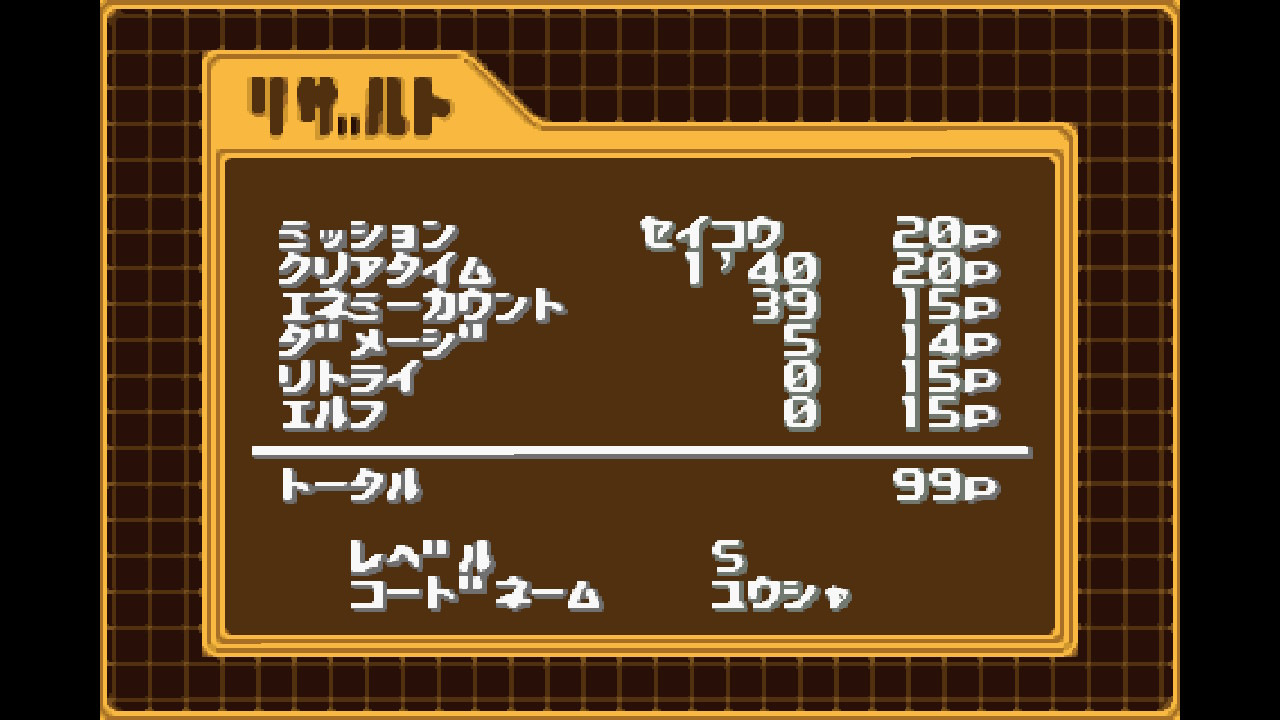 リザルト
ミッション セイコウ 20P
クリアタイム 1’40 20P
エネミーカウント 39 15P
ダメージ 5 14P
リトライ 0 15P
エルフ 0 15P
トータル 99P
レベル S
コードネーム ユウシャ